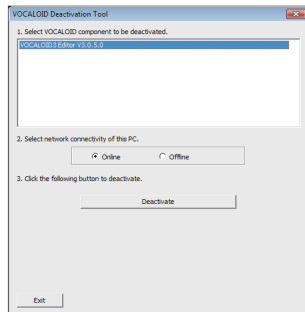 VOCALOID Deactivation Tool
1. Select VOCALOID component to be deactivated.
VOCALOID3 Editor V3.0.5.0
2. Select network connectivity of this PC.
Online Offline
3. Click the following button to deactivate.
Deactivate
Exit